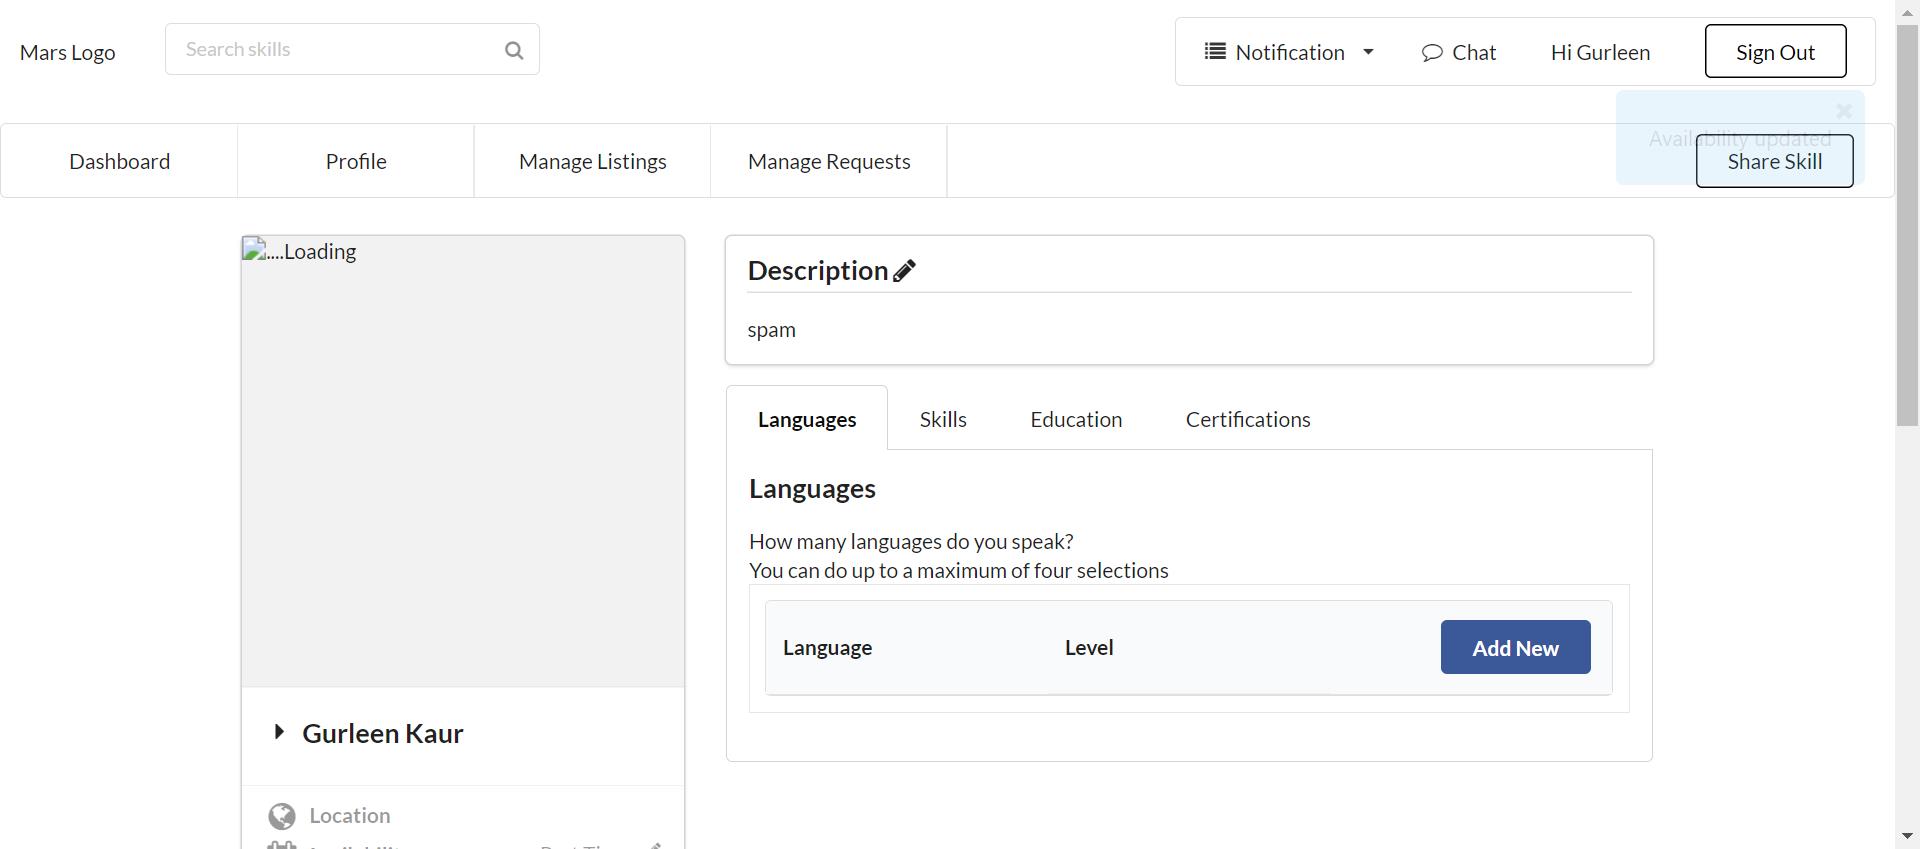 Mars Logo
Search skills
Notification
Chat
Hi Gurleen
Sign Out
Availability updated
Dashboard
Profile
Manage Listings
Manage Requests
Share Skill
....Loading
Description
spam
Languages
Skills
Education
Certifications
Languages
How many languages do you speak?
You can do up to a maximum of four selections
Language
Level
Add New
Gurleen Kaur
Location